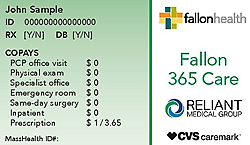 John Sample
ID 000000000000000
RX [Y/N] DB [Y/N]
COPAYS
PCP office visit $ 0
Physical exam $ 0
Specialist office $ 0
Emergency room $ 0
Same-day surgery $ 0
Inpatient $ 0
Prescription $ 1/3.65
MassHealth ID#:
fallonhealth
Fallon
365 Care
RELIANT
MEDICAL GROUP
CVS caremark